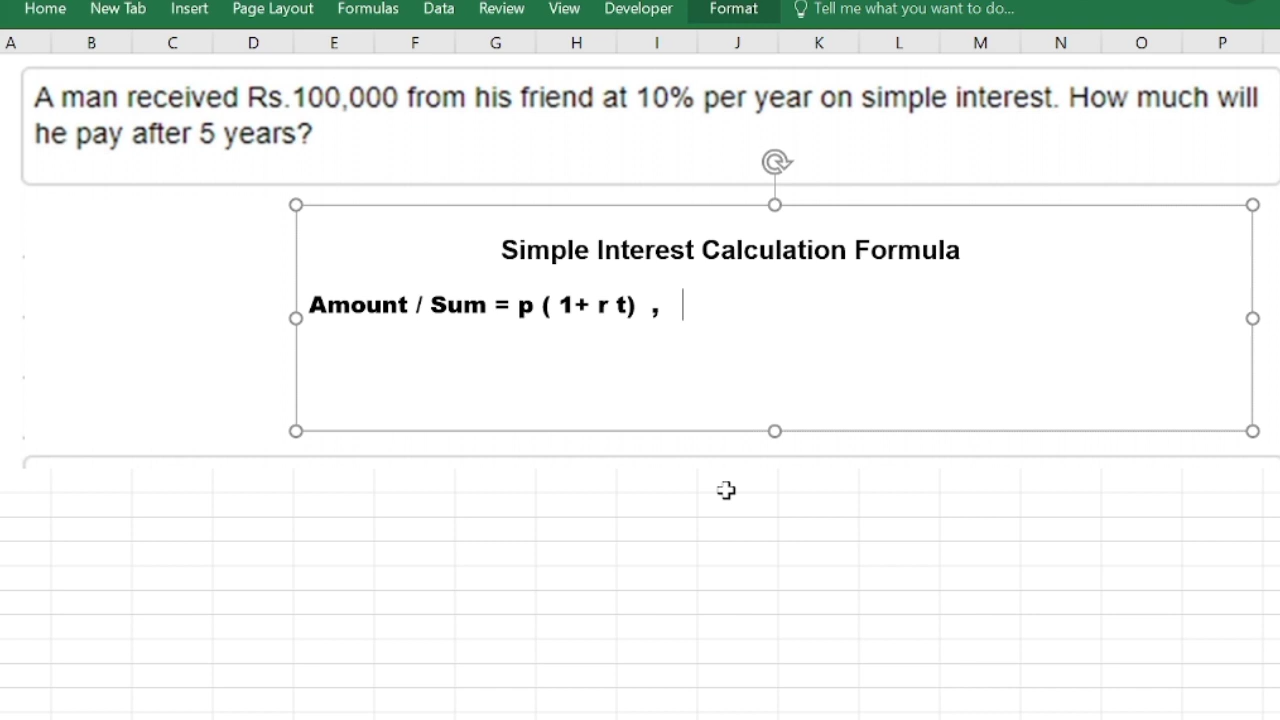 Home New Tab Insert Page Layout Formulas Data Review View Developer Format Tell me what you want to do...
A B C D E F G H I J K L M N O P
A man received Rs.100,000 from his friend at 10% per year on simple interest. How much will
he pay after 5 years?
Simple Interest Calculation Formula
Amount / Sum = p ( 1+ r t) ,